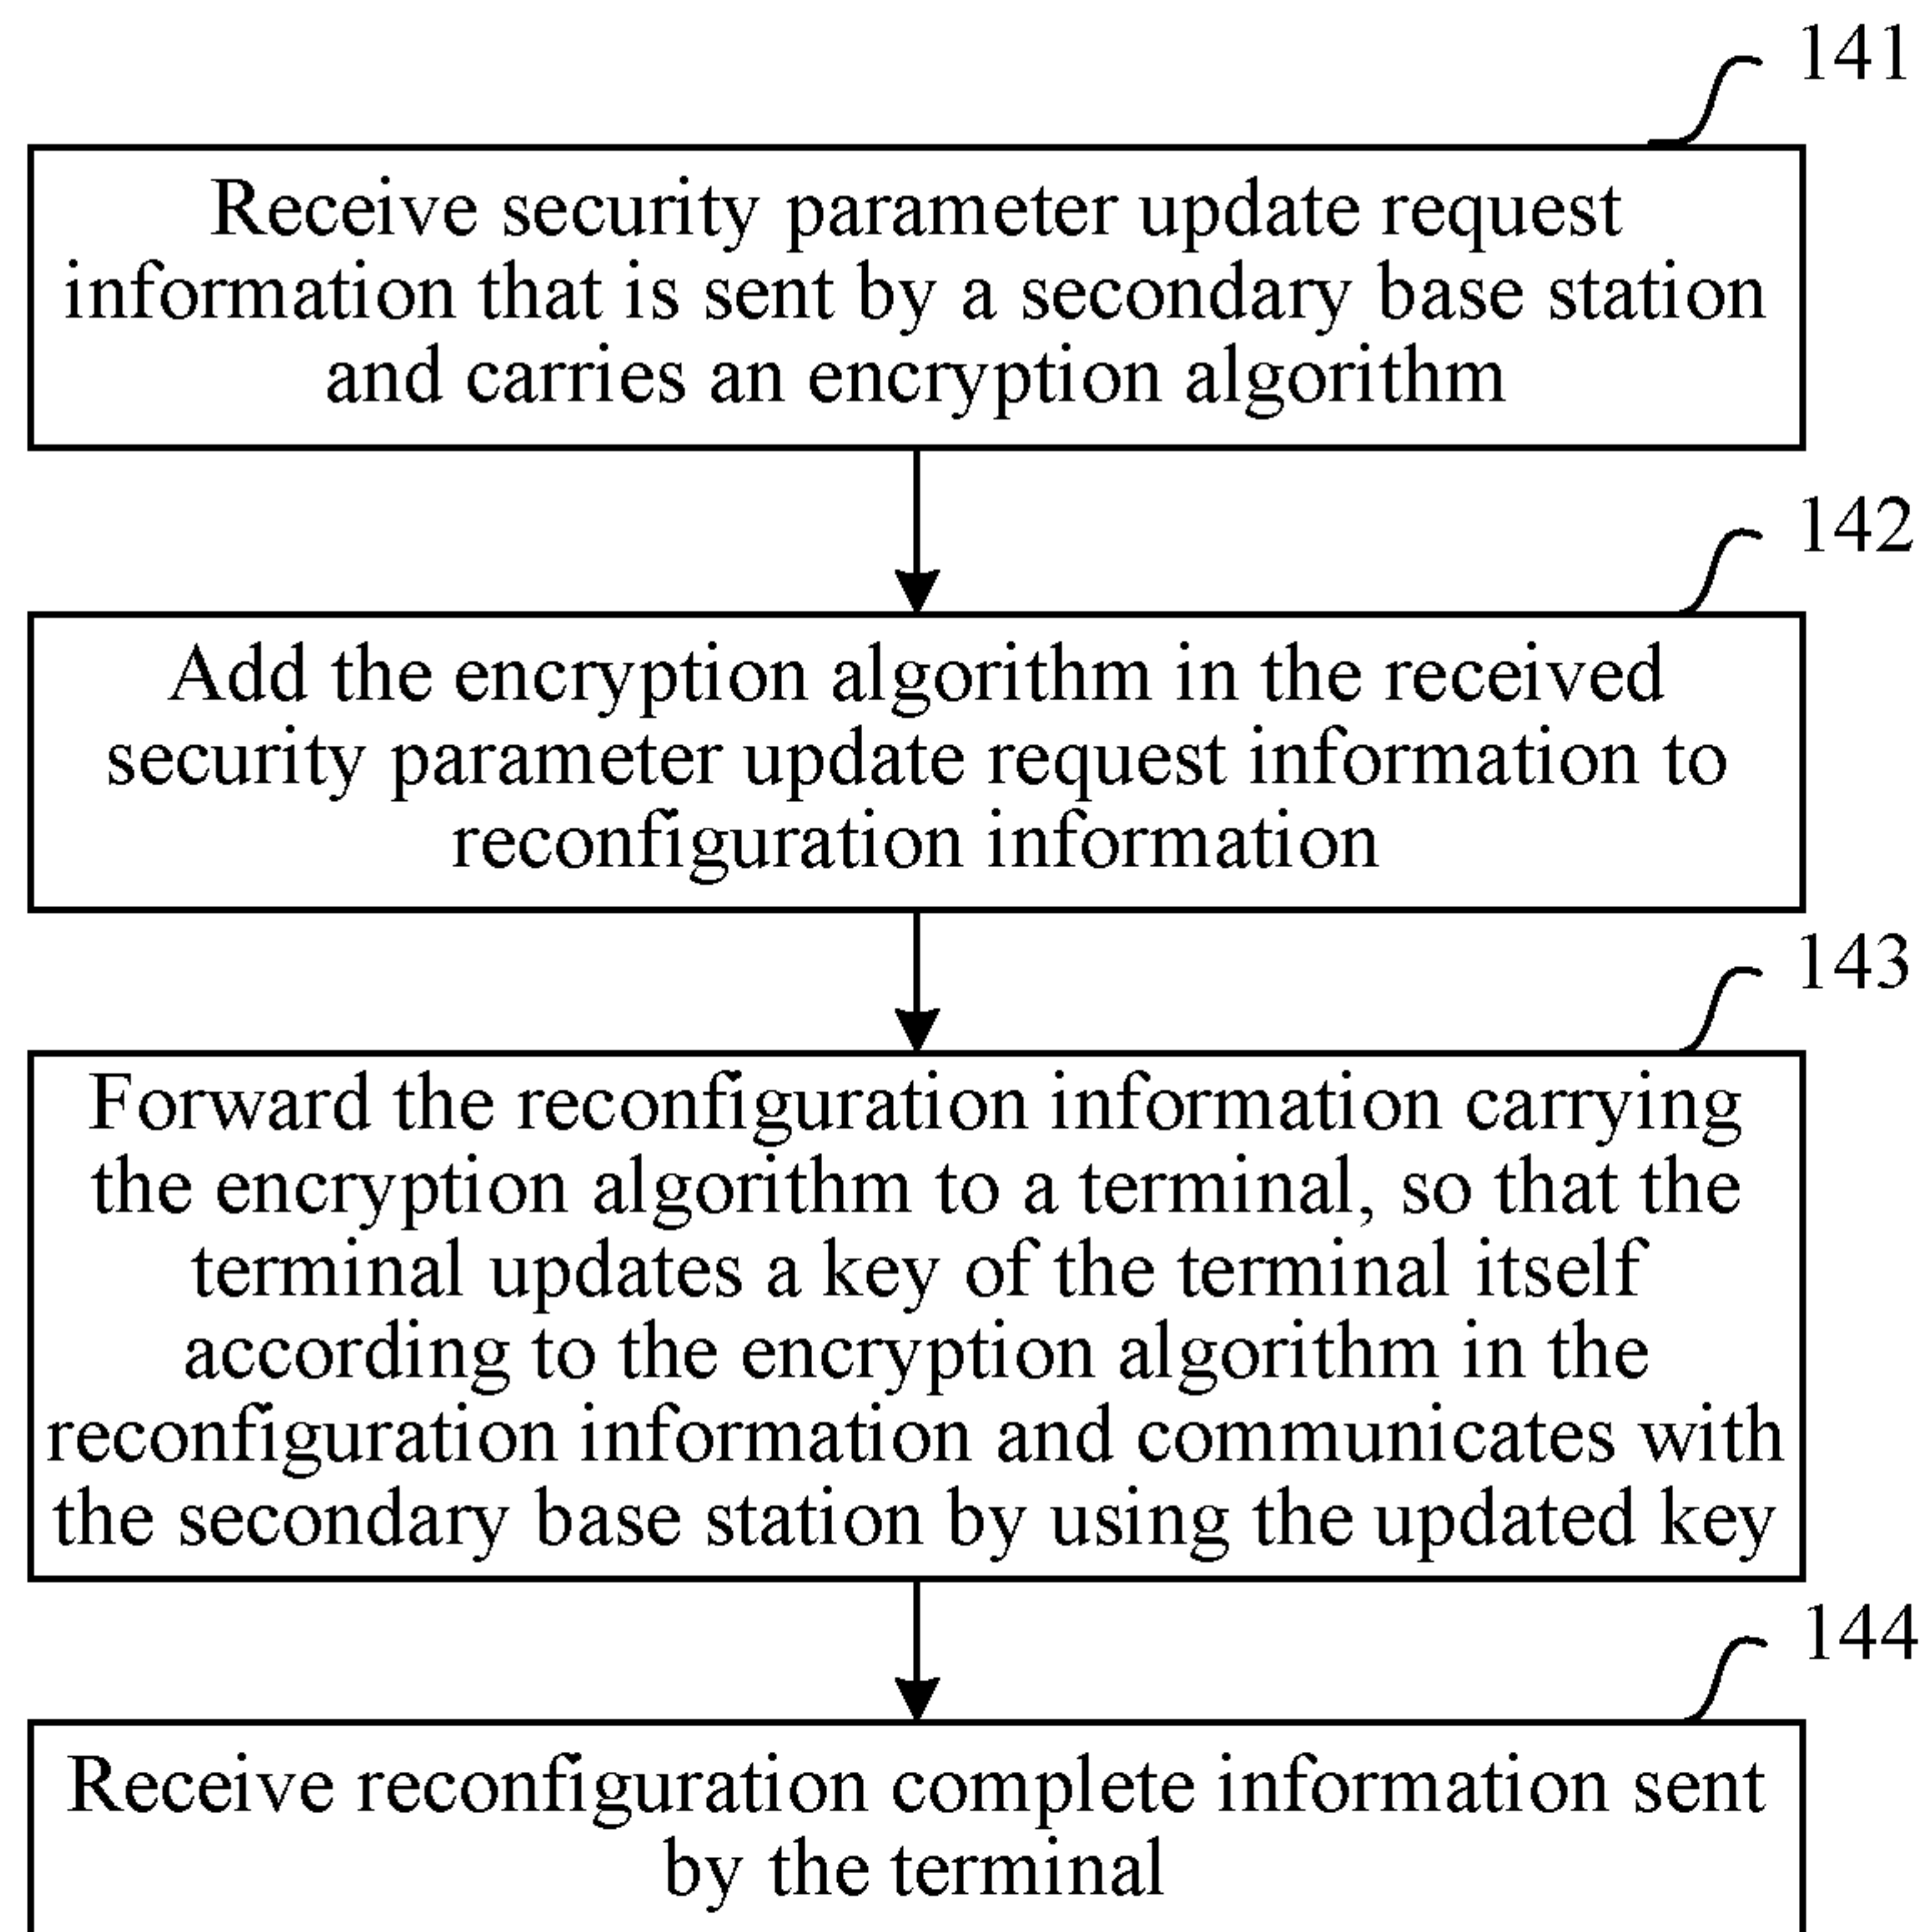 141
Receive security parameter update request
information that is sent by a secondary base station
and carries an encryption algorithm
142
Add the encryption algorithm in the received
security parameter update request information to
reconfiguration information
143
Forward the reconfiguration information carrying
the encryption algorithm to a terminal, so that the
terminal updates a key of the terminal itself
according to the encryption algorithm in the
reconfiguration information and communicates with
the secondary base station by using the updated key
144
Receive reconfiguration complete information sent
by the terminal